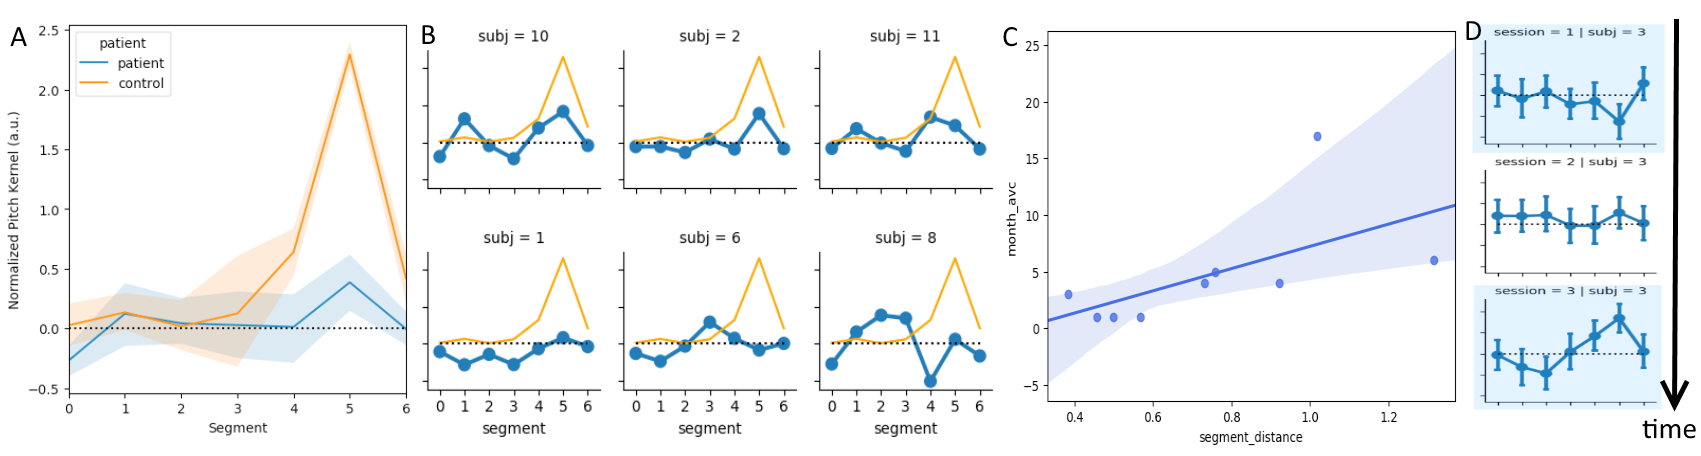 A
patient
patient
control
Normalized Pitch Kernel (a.u.)
2.5
2.0
1.5
1.0
0.5
0.0
−0.5
0 1 2 3 4 5 6
Segment
B
subj = 10
subj = 2
subj = 11
subj = 1
subj = 6
subj = 8
0 1 2 3 4 5 6
0 1 2 3 4 5 6
0 1 2 3 4 5 6
segment
segment
segment
C
month_avc
25
20
15
10
5
0
−5
0.4 0.6 0.8 1.0 1.2
segment_distance
D
session = 1 | subj = 3
session = 2 | subj = 3
session = 3 | subj = 3
time